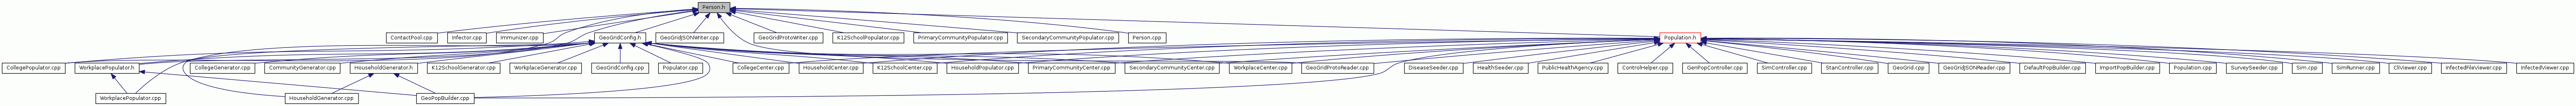 Person.h
ContactPool.cpp
Infector.cpp
Immunizer.cpp
GeoGridConfig.h
GeoGridJSONWriter.cpp
GeoGridProtoWriter.cpp
K12SchoolPopulator.cpp
PrimaryCommunityPopulator.cpp
SecondaryCommunityPopulator.cpp
Person.cpp
Population.h
CollegePopulator.cpp
WorkplacePopulator.h
CollegeGenerator.cpp
CommunityGenerator.cpp
HouseholdGenerator.h
K12SchoolGenerator.cpp
WorkplaceGenerator.cpp
GeoGridConfig.cpp
Populator.cpp
CollegeCenter.cpp
HouseholdCenter.cpp
K12SchoolCenter.cpp
HouseholdPopulator.cpp
PrimaryCommunityCenter.cpp
SecondaryCommunityCenter.cpp
WorkplaceCenter.cpp
GeoGridProtoReader.cpp
DiseaseSeeder.cpp
HealthSeeder.cpp
PublicHealthAgency.cpp
ControlHelper.cpp
GenPopController.cpp
SimController.cpp
StanController.cpp
GeoGrid.cpp
GeoGridJSONReader.cpp
DefaultPopBuilder.cpp
ImportPopBuilder.cpp
Population.cpp
SurveySeeder.cpp
Sim.cpp
SimRunner.cpp
CliViewer.cpp
InfectedFileViewer.cpp
InfectedViewer.cpp
WorkplacePopulator.cpp
HouseholdGenerator.cpp
GeoPopBuilder.cpp